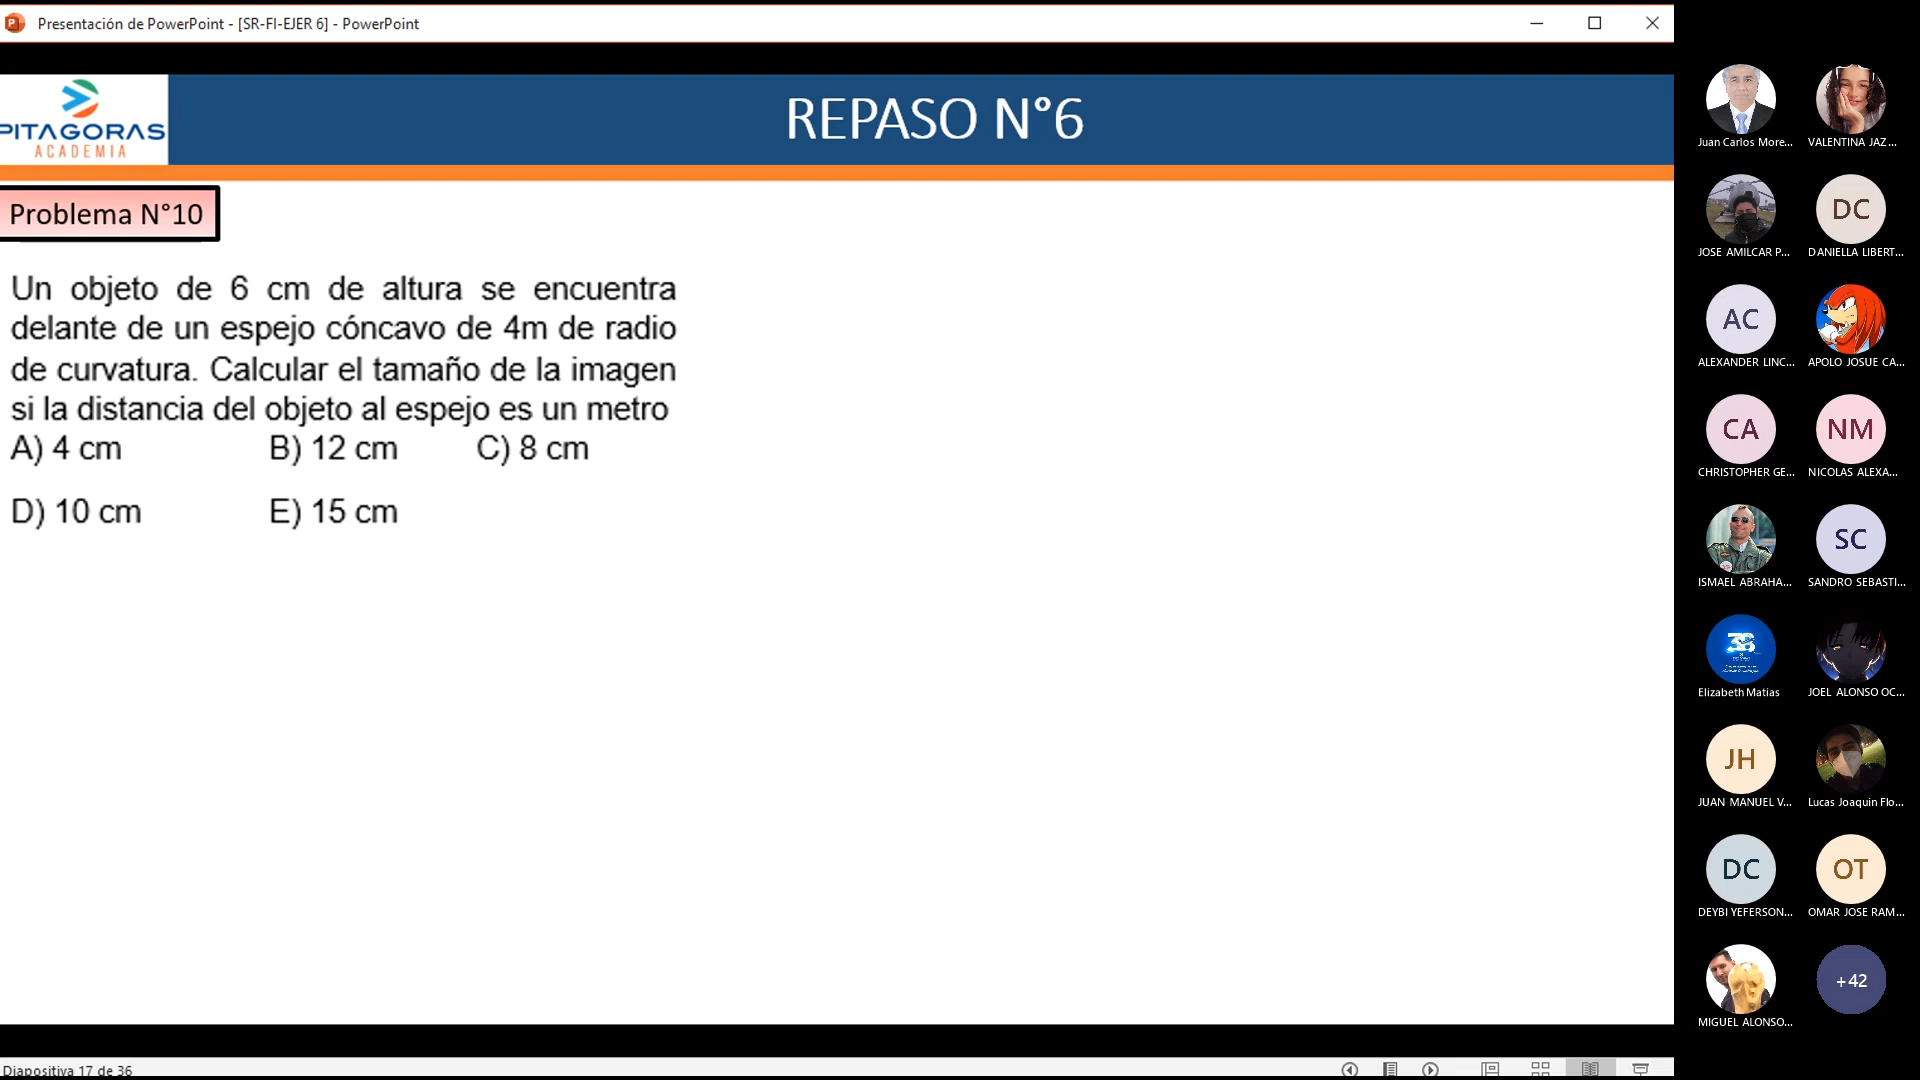 Presentación de PowerPoint - [SR-FI-EJER 6] - PowerPoint
PITAGORAS
ACADEMIA
REPASO N°6
Problema N°10
Un objeto de 6 cm de altura se encuentra
delante de un espejo cóncavo de 4m de radio
de curvatura. Calcular el tamaño de la imagen
si la distancia del objeto al espejo es un metro
A) 4 cm B) 12 cm C) 8 cm
D) 10 cm E) 15 cm
Juan Carlos More... VALENTINA JAZ...
JOSE AMILCAR P... DC DANIELLA LIBERT...
AC ALEXANDER LINC... APOLO JOSUE CA...
CA CHRISTOPHER GE... NM NICOLAS ALEXA...
ISMAEL ABRAHA... SC SANDRO SEBASTI...
38
Elizabeth Matias JOEL ALONSO OC...
JH JUAN MANUEL V... Lucas Joaquin Flo...
DC DEYBI YEFERSON... OT OMAR JOSE RAM...
MIGUEL ALONSO... +42
Diapositiva 17 de 36